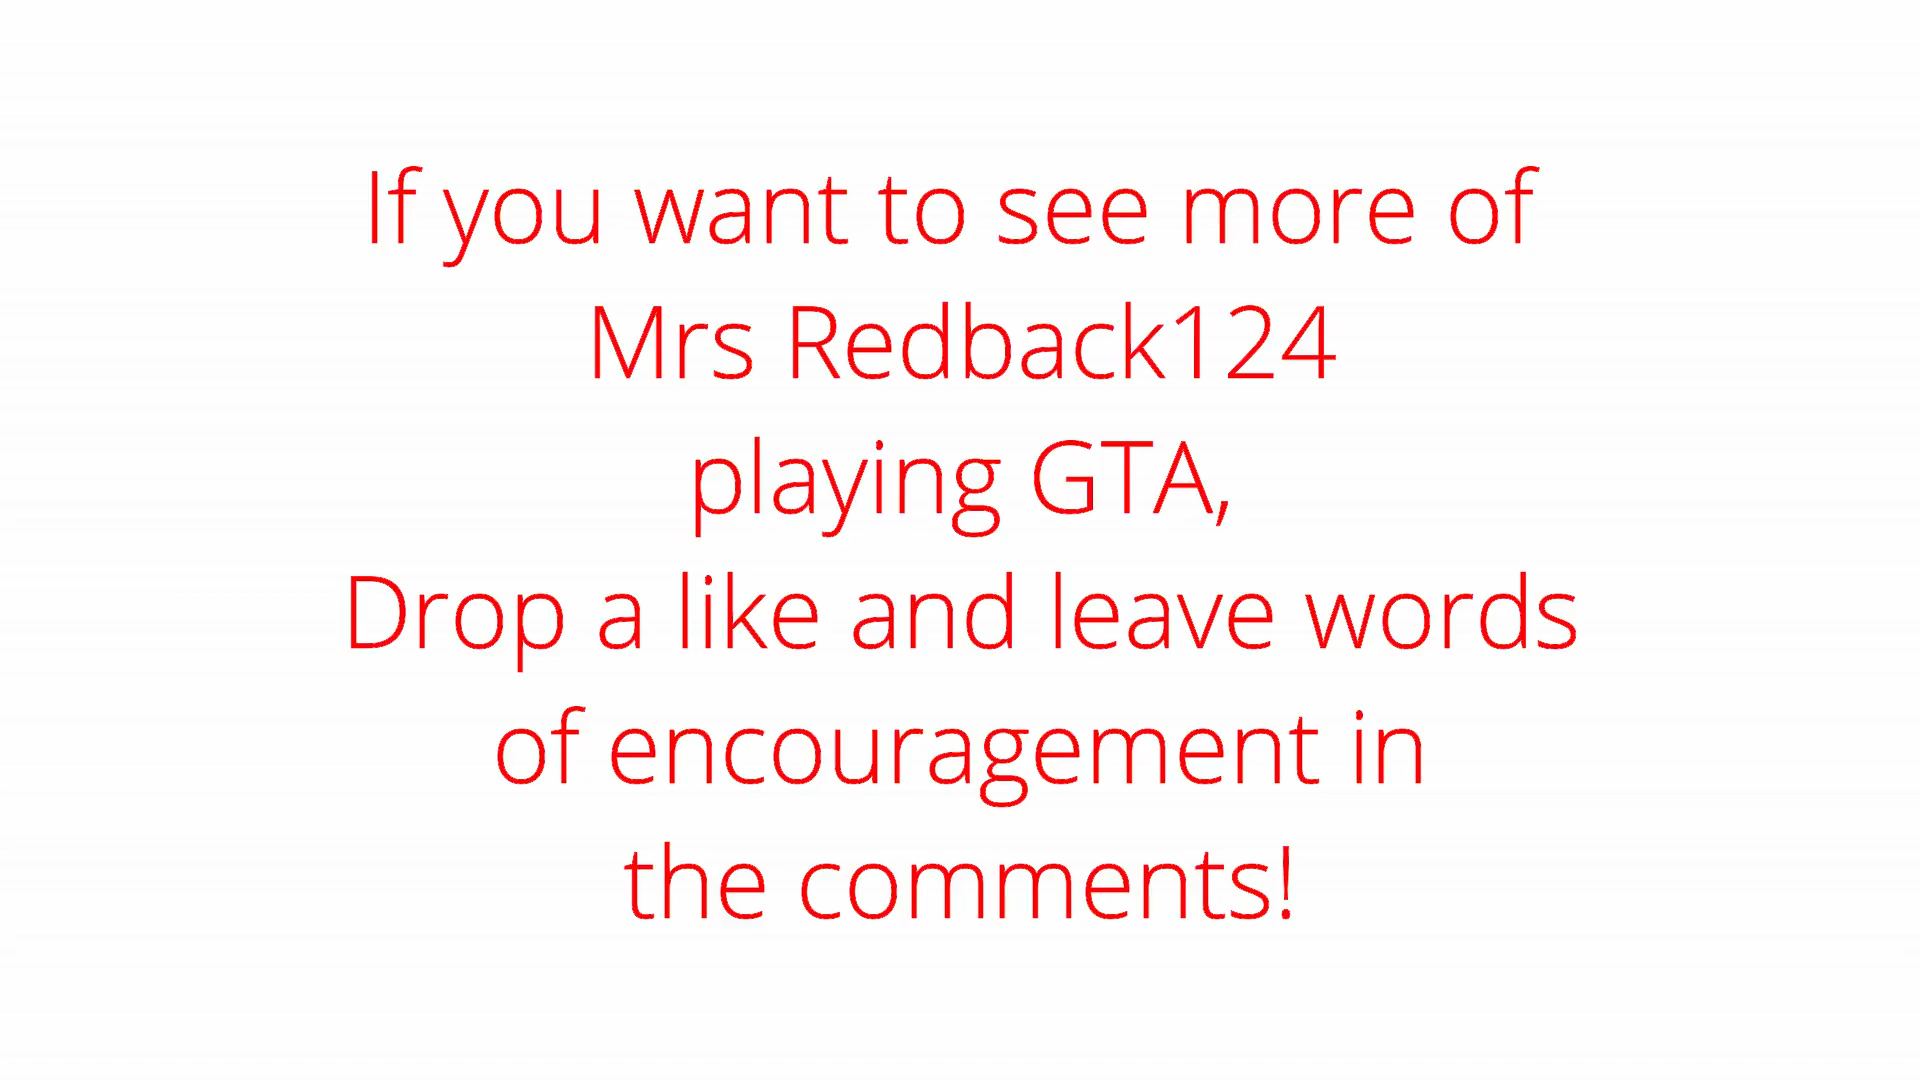 If you want to see more of
Mrs Redback124
playing GTA,
Drop a like and leave words
of encouragement in
the comments!